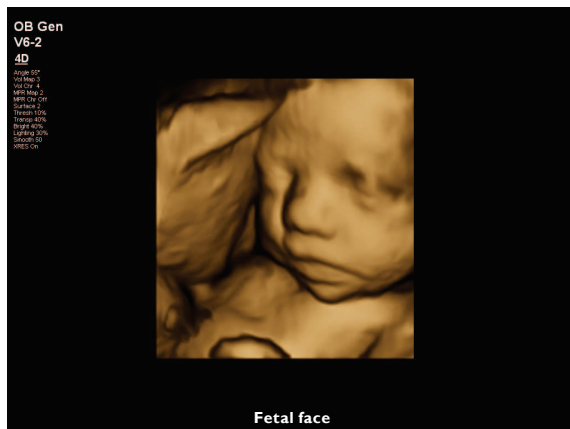 OB Gen
V6-2
4D
Angle 55°
Vol Map 3
Vol Chr 4
MPR Map 2
MPR Chr Off
Surface 2
Thresh 10%
Transp 40%
Bright 40%
Lighting 30%
Smooth 50
XRES On
Fetal face